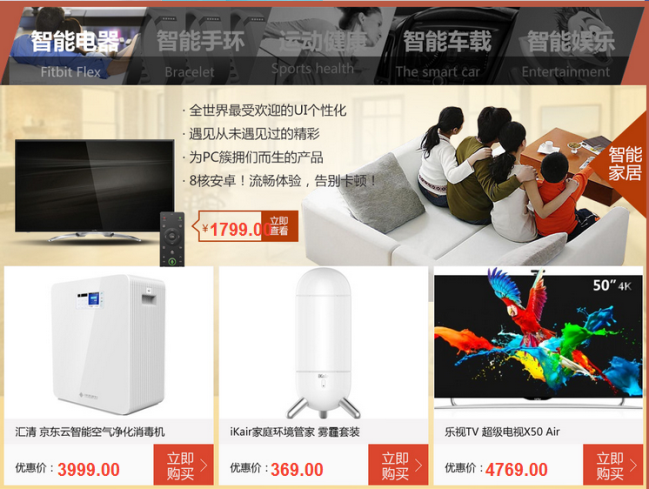 智能电器 智能手环 运动健康 智能车载 智能娱乐
Fitbit Flex Bracelet Sports health The smart car Entertainment
· 全世界最受欢迎的UI个性化
· 遇见从未遇见过的精彩
· 为PC簇拥们而生的产品
· 8核安卓！流畅体验，告别卡顿！
智能
家居
¥1799.00 立即
查看
50" 4K
汇清 京东云智能空气净化消毒机
iKair家庭环境管家 雾霾套装
乐视TV 超级电视X50 Air
优惠价：3999.00 立即
购买
优惠价：369.00 立即
购买
优惠价：4769.00 立即
购买